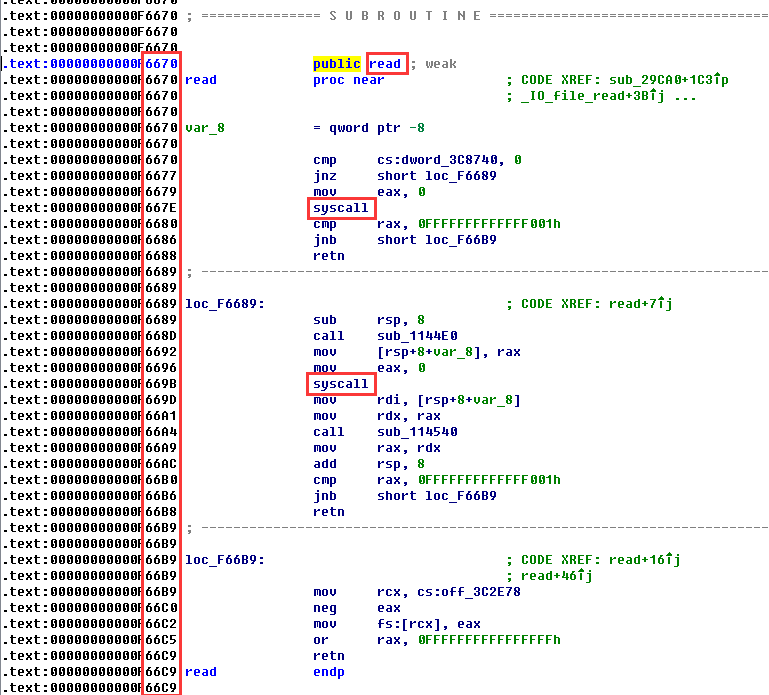 .text:00000000000F6670 ; =============== S U B R O U T I N E =======================================
.text:00000000000F6670
.text:00000000000F6670
.text:00000000000F6670 public read ; weak
.text:00000000000F6670 read proc near ; CODE XREF: sub_29CA0+1C3↑p
.text:00000000000F6670 ; _IO_file_read+3B↑j ...
.text:00000000000F6670
.text:00000000000F6670 var_8 = qword ptr -8
.text:00000000000F6670
.text:00000000000F6670 cmp cs:dword_3C8740, 0
.text:00000000000F6677 jnz short loc_F6689
.text:00000000000F6679 mov eax, 0
.text:00000000000F667E syscall
.text:00000000000F6680 cmp rax, 0FFFFFFFFFFFFF001h
.text:00000000000F6686 jnb short loc_F66B9
.text:00000000000F6688 retn
.text:00000000000F6689 ; ---------------------------------------------------------------------------
.text:00000000000F6689
.text:00000000000F6689 loc_F6689: ; CODE XREF: read+7↑j
.text:00000000000F6689 sub rsp, 8
.text:00000000000F668D call sub_1144E0
.text:00000000000F6692 mov [rsp+8+var_8], rax
.text:00000000000F6696 mov eax, 0
.text:00000000000F669B syscall
.text:00000000000F669D mov rdi, [rsp+8+var_8]
.text:00000000000F66A1 mov rdx, rax
.text:00000000000F66A4 call sub_114540
.text:00000000000F66A9 mov rax, rdx
.text:00000000000F66AC add rsp, 8
.text:00000000000F66B0 cmp rax, 0FFFFFFFFFFFFF001h
.text:00000000000F66B6 jnb short loc_F66B9
.text:00000000000F66B8 retn
.text:00000000000F66B9 ; ---------------------------------------------------------------------------
.text:00000000000F66B9
.text:00000000000F66B9 loc_F66B9: ; CODE XREF: read+16↑j
.text:00000000000F66B9 ; read+46↑j
.text:00000000000F66B9 mov rcx, cs:off_3C2E78
.text:00000000000F66C0 neg eax
.text:00000000000F66C2 mov fs:[rcx], eax
.text:00000000000F66C5 or rax, 0FFFFFFFFFFFFFFFFh
.text:00000000000F66C9 retn
.text:00000000000F66C9 read endp
.text:00000000000F66C9